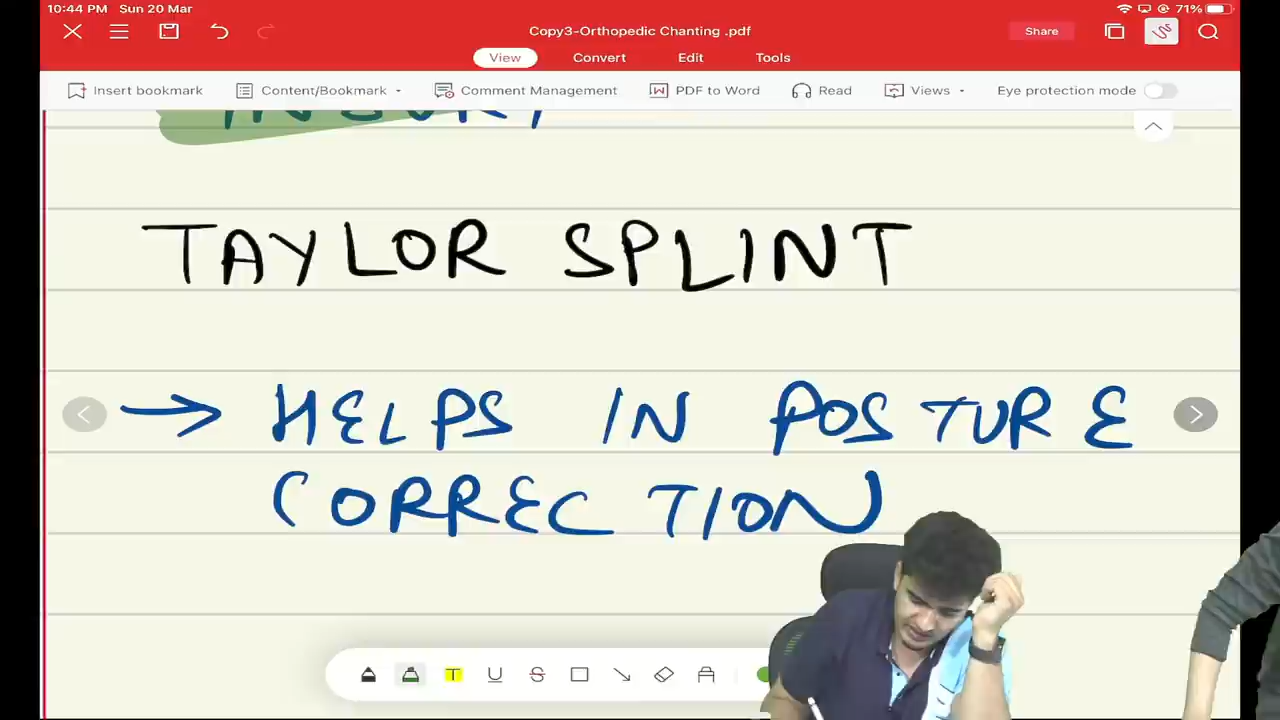 10:44 PM Sun 20 Mar 71%
Copy3-Orthopedic Chanting .pdf
Share
View Convert Edit Tools
Insert bookmark Content/Bookmark Comment Management PDF to Word Read Views Eye protection mode
TAYLOR SPLINT
→ HELPS IN POSTURE
CORRECTION
T U S